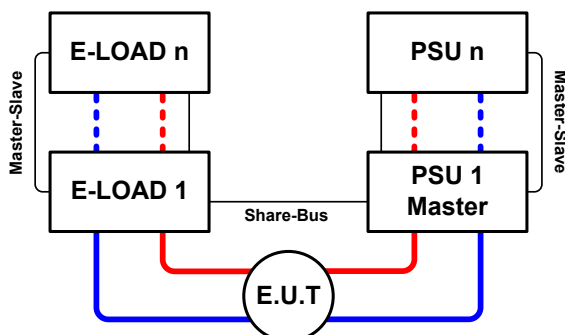 E-LOAD n
PSU n
Master-Slave
Master-Slave
E-LOAD 1
PSU 1
Master
Share-Bus
E.U.T